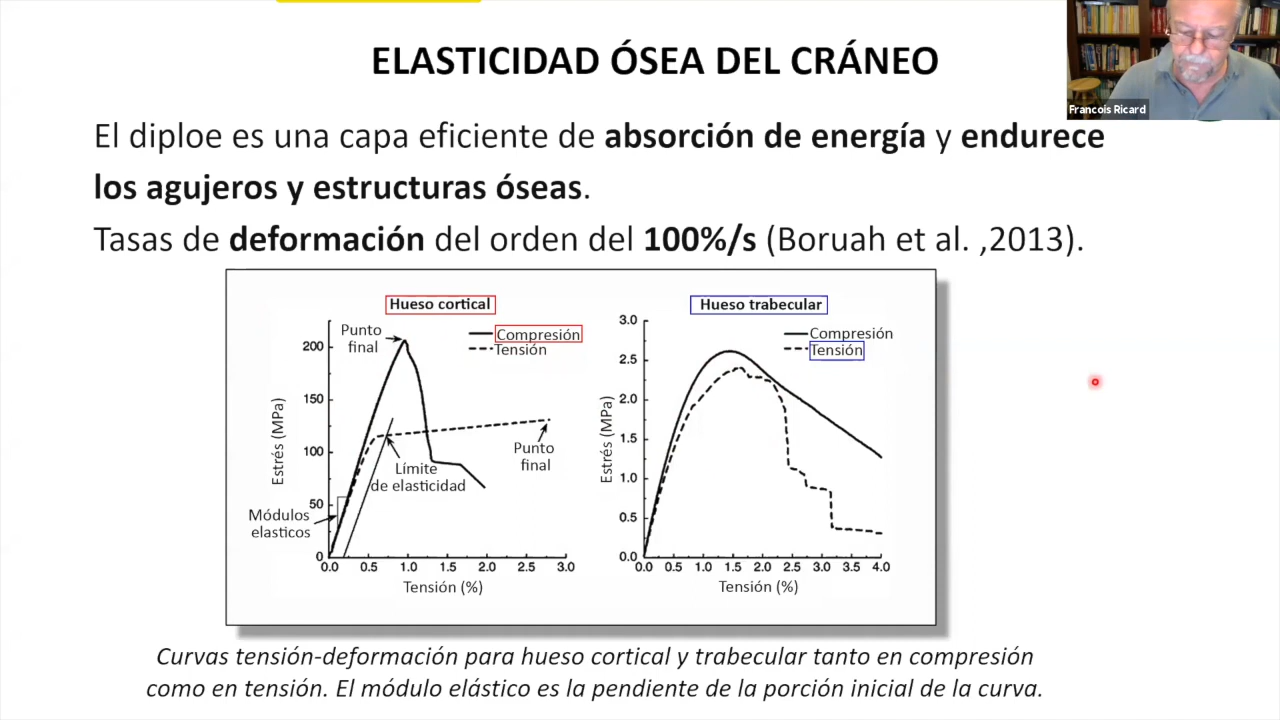 ELASTICIDAD ÓSEA DEL CRÁNEO
Francois Ricard
El diploe es una capa eficiente de absorción de energía y endurece
los agujeros y estructuras óseas.
Tasas de deformación del orden del 100%/s (Boruah et al. ,2013).
Hueso cortical
Punto
final
Compresión
Tensión
200
150
100
50
0
Estrés (MPa)
Límite
de elasticidad
Punto
final
Módulos
elasticos
0.0 0.5 1.0 1.5 2.0 2.5 3.0
Tensión (%)
Hueso trabecular
Compresión
Tensión
3.0
2.5
2.0
1.5
1.0
0.5
0.0
Estrés (MPa)
0.0 0.5 1.0 1.5 2.0 2.5 3.0 3.5 4.0
Tensión (%)
Curvas tensión-deformación para hueso cortical y trabecular tanto en compresión
como en tensión. El módulo elástico es la pendiente de la porción inicial de la curva.